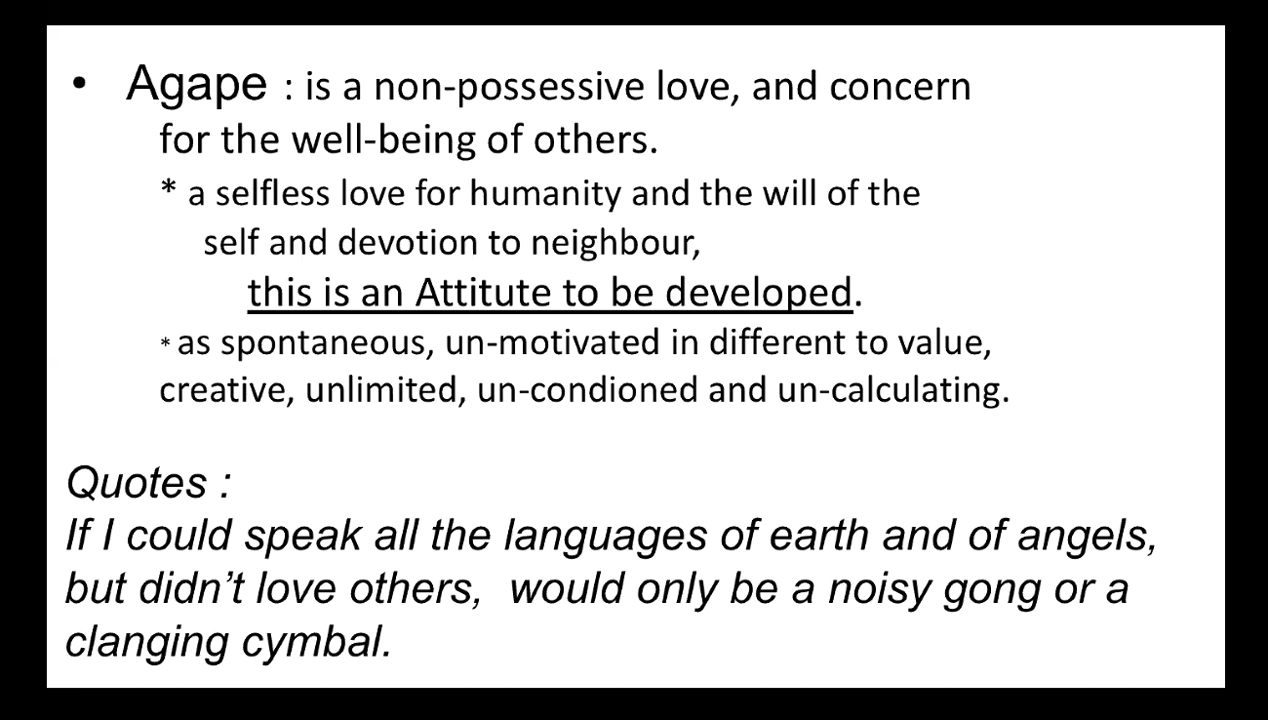 • Agape : is a non-possessive love, and concern
for the well-being of others.
* a selfless love for humanity and the will of the
self and devotion to neighbour,
this is an Attitute to be developed.
* as spontaneous, un-motivated in different to value,
creative, unlimited, un-condioned and un-calculating.
Quotes :
If I could speak all the languages of earth and of angels,
but didn’t love others,  would only be a noisy gong or a
clanging cymbal.